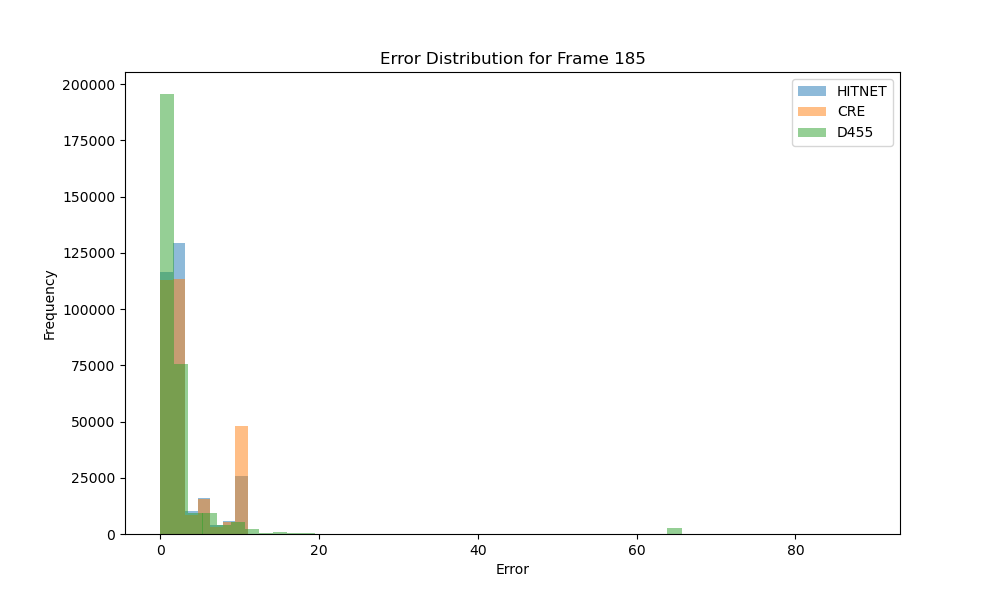 Error Distribution for Frame 185
HITNET
CRE
D455
200000
175000
150000
125000
100000
75000
50000
25000
0
Frequency
0 20 40 60 80
Error